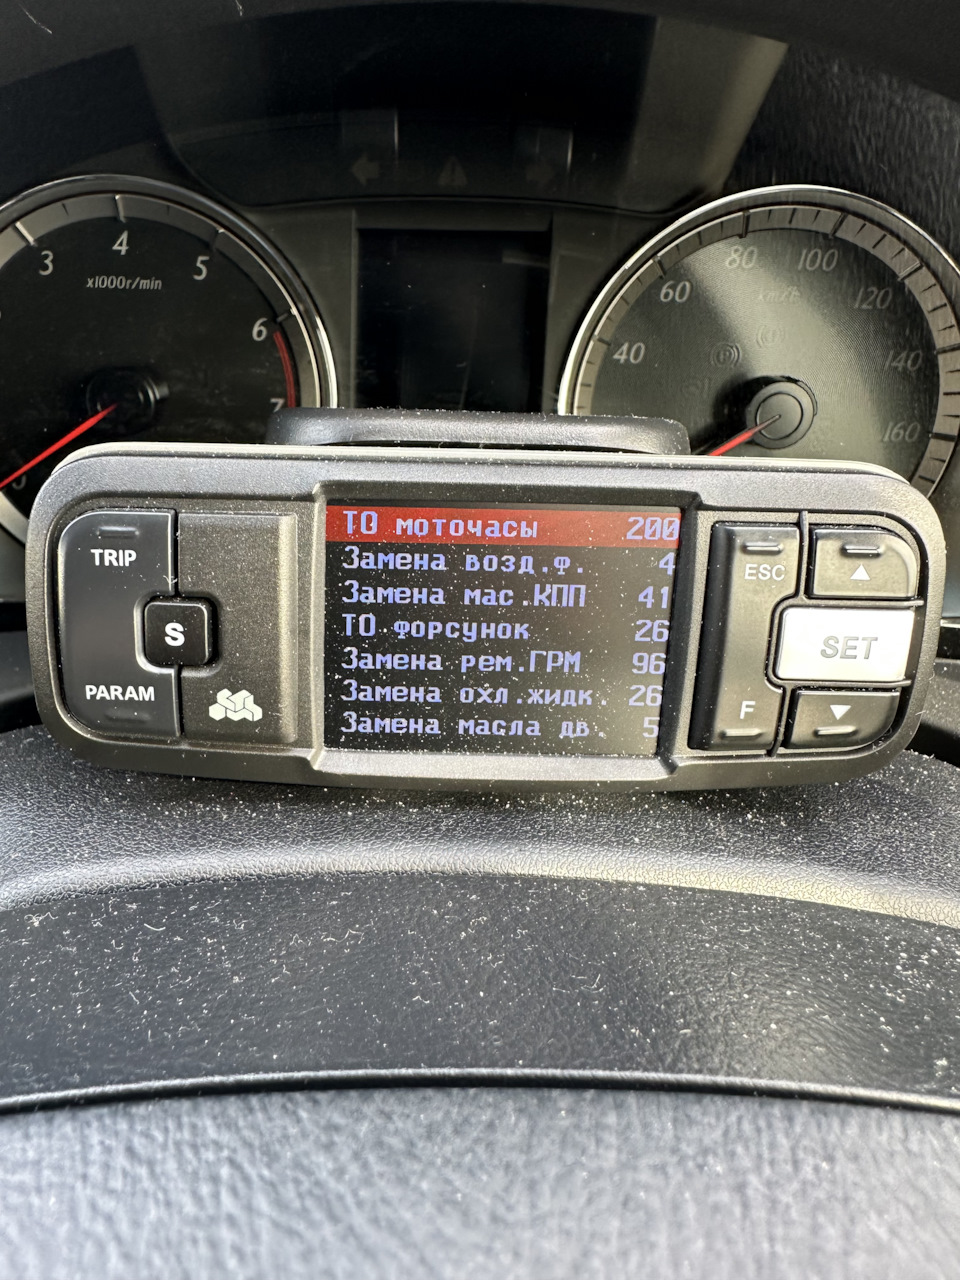 3
4
5
x1000r/min
6
7
40
60
80
100
km/h
120
140
160
TRIP
S
PARAM
ТО моточасы 200
Замена возд.ф. 4
Замена мас.КПП 41
ТО форсунок 26
Замена рем.ГРМ 96
Замена охл.жидк. 26
Замена масла дв. 5
ESC
SET
F